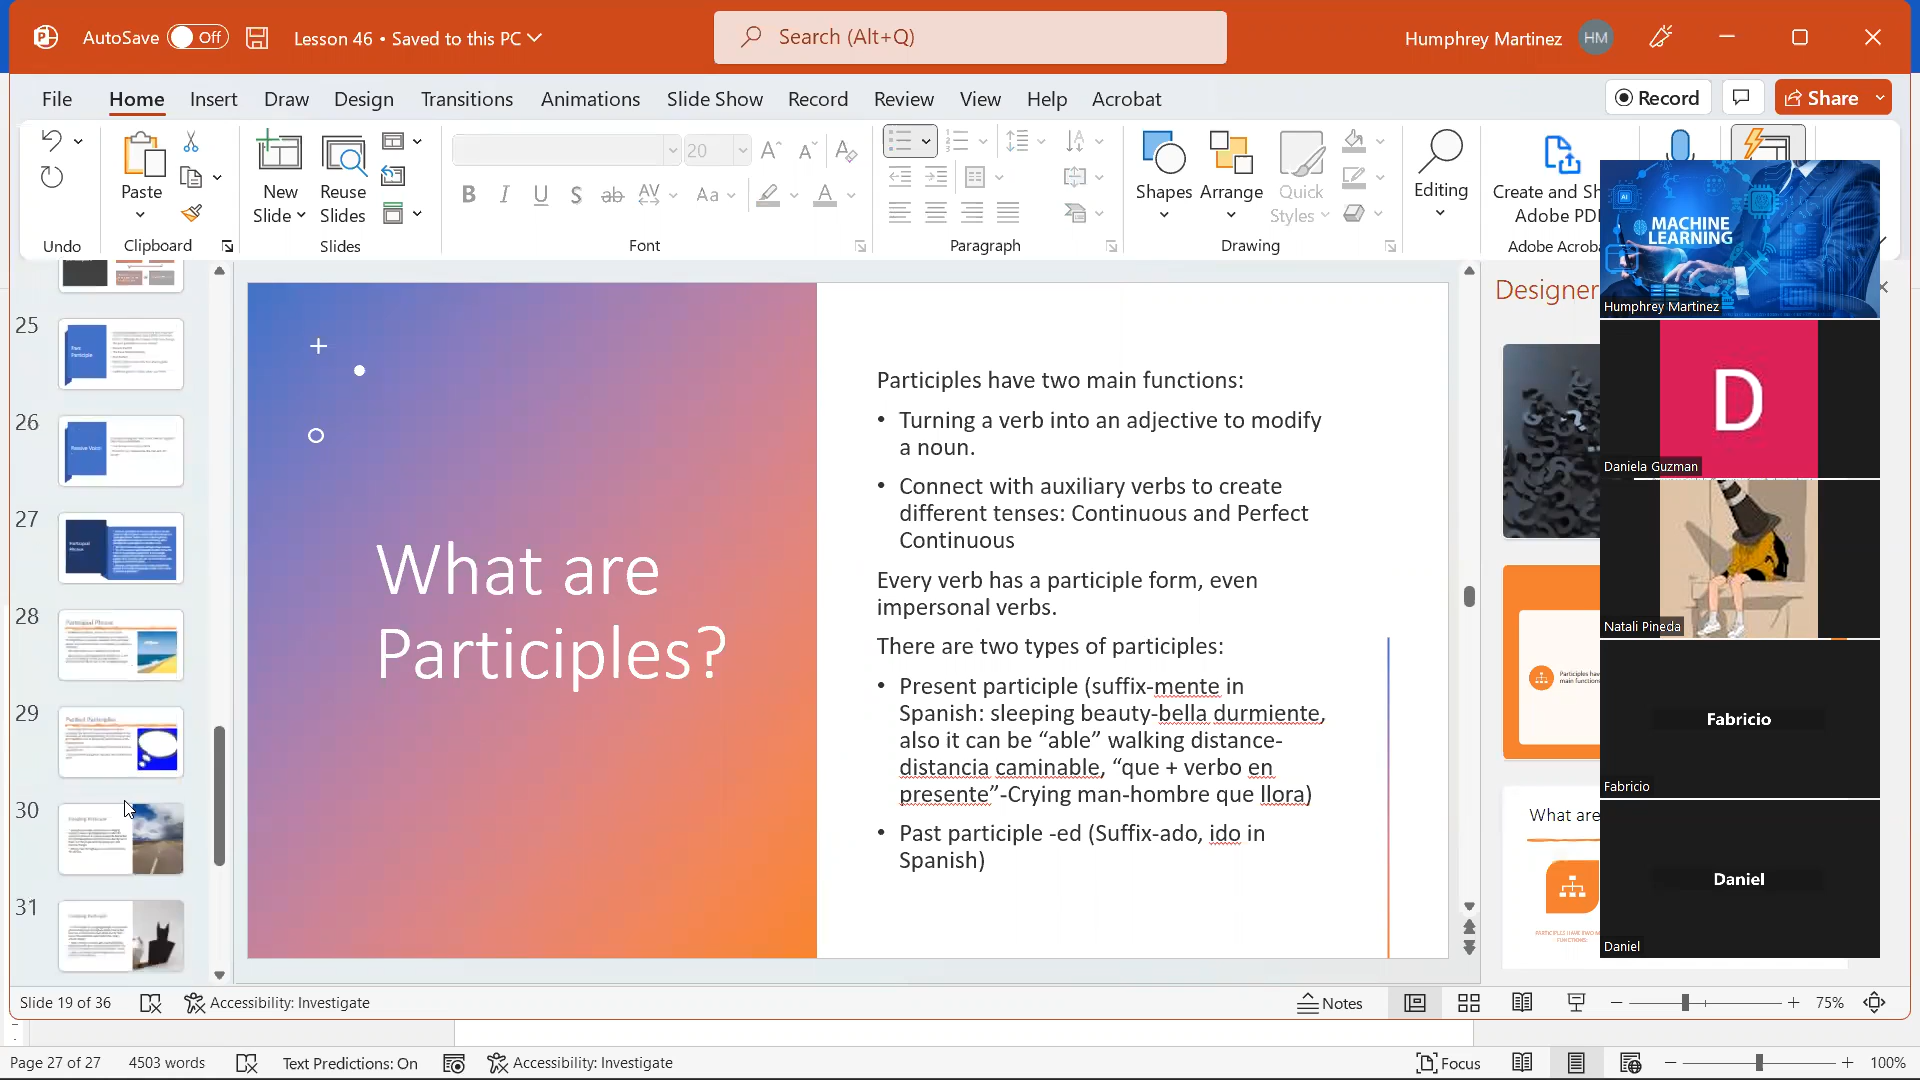 AutoSave Off Lesson 46 • Saved to this PC Search (Alt+Q) Humphrey Martinez HM
File Home Insert Draw Design Transitions Animations Slide Show Record Review View Help Acrobat Record Share
Paste New Slide Reuse Slides 20 Shapes Arrange Quick Styles Editing Create and Sh Adobe PDF
Undo Clipboard Slides Font Paragraph Drawing Adobe Acroba
Designer
25
26
27
28
29
30
31
What are
Participles?
Participles have two main functions:
• Turning a verb into an adjective to modify
a noun.
• Connect with auxiliary verbs to create
different tenses: Continuous and Perfect
Continuous
Every verb has a participle form, even
impersonal verbs.
There are two types of participles:
• Present participle (suffix-mente in
Spanish: sleeping beauty-bella durmiente,
also it can be “able” walking distance-
distancia caminable, “que + verbo en
presente”-Crying man-hombre que llora)
• Past participle -ed (Suffix-ado, ido in
Spanish)
What are
MACHINE
LEARNING
Humphrey Martinez
D
Daniela Guzman
Natali Pineda
Fabricio
Fabricio
Daniel
Daniel
Slide 19 of 36 Accessibility: Investigate Notes 75%
Page 27 of 27 4503 words Text Predictions: On Accessibility: Investigate Focus 100%